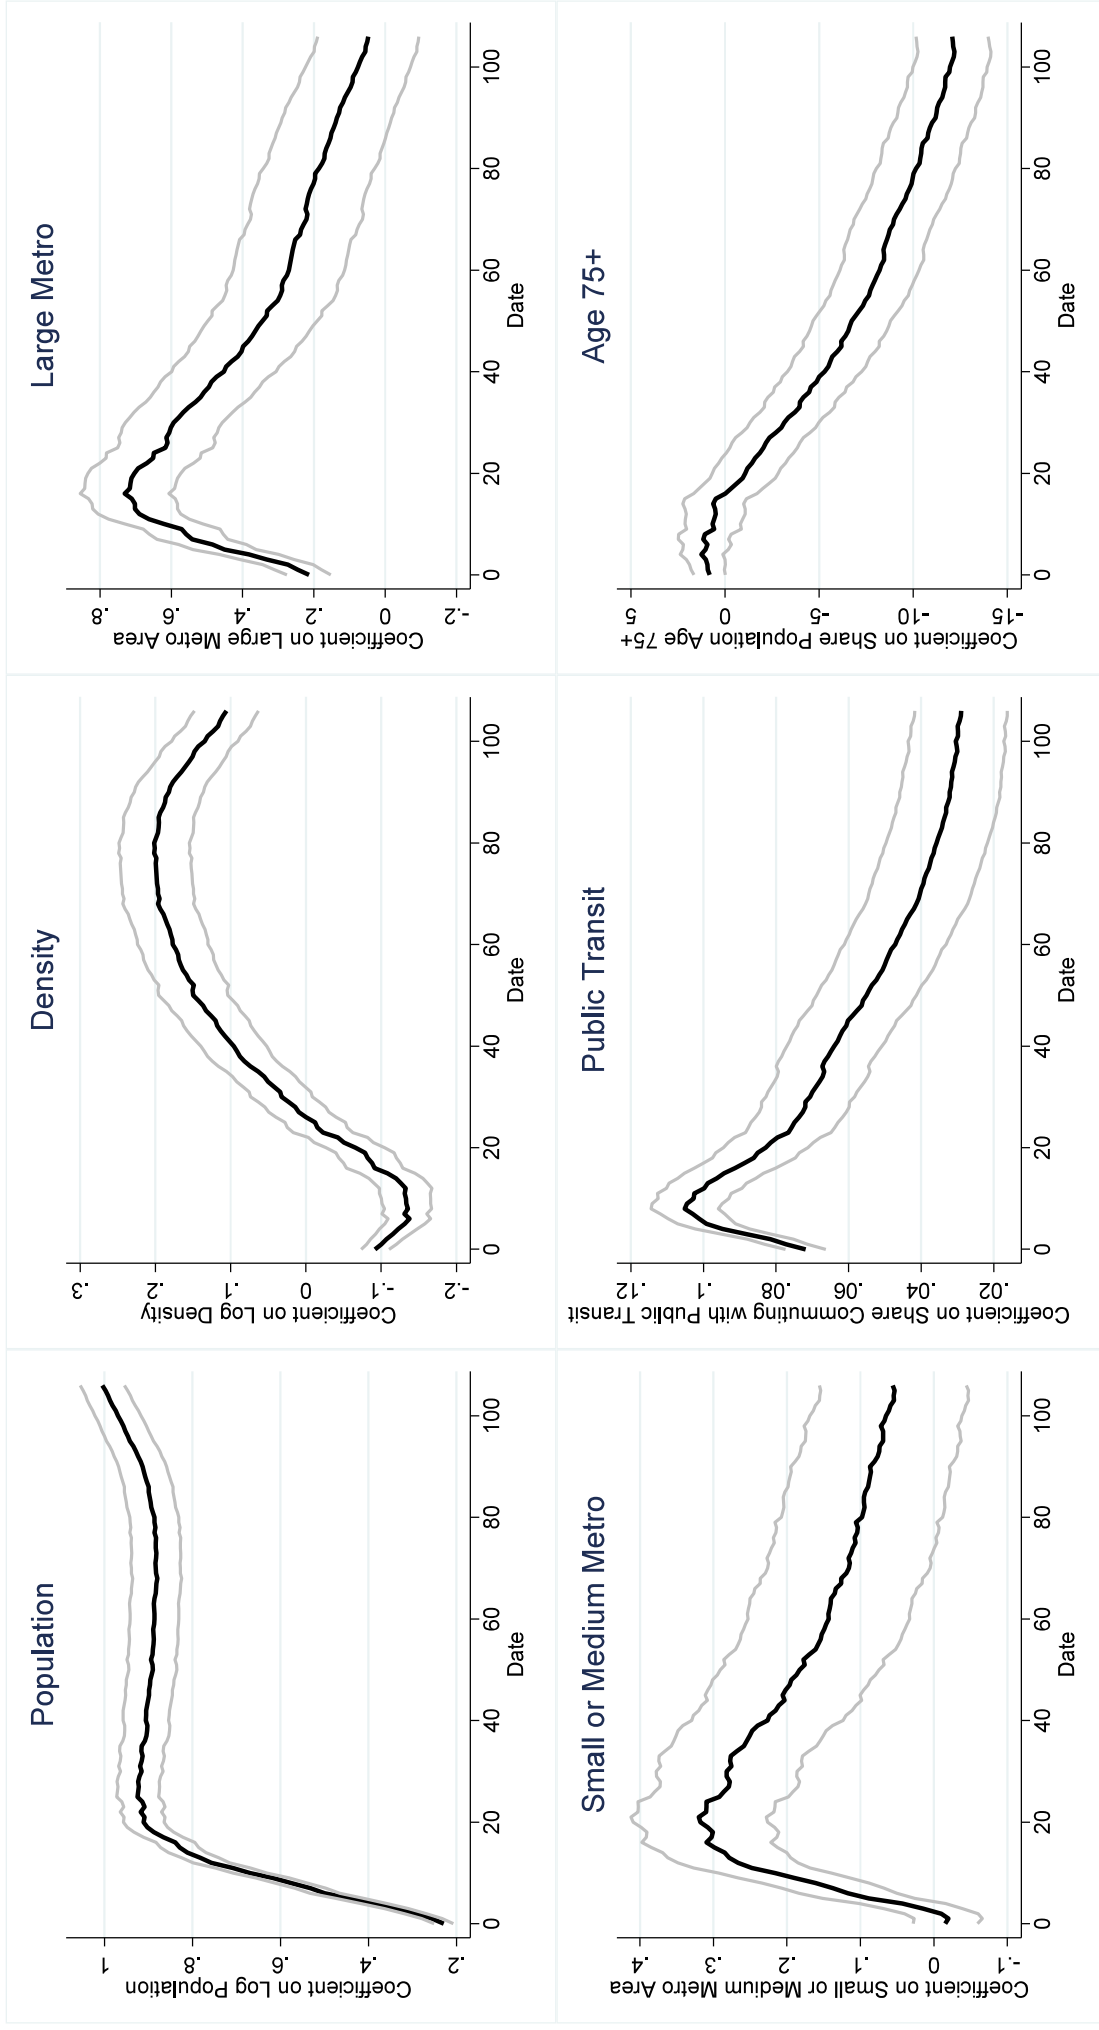 Population
Coefficient on Log Population
.2 .4 .6 .8 1
0 20 40 60 80 100
Date
Density
Coefficient on Log Density
-.2 -.1 0 .1 .2 .3
0 20 40 60 80 100
Date
Large Metro
Coefficient on Large Metro Area
-.2 0 .2 .4 .6 .8
0 20 40 60 80 100
Date
Small or Medium Metro
Coefficient on Small or Medium Metro Area
-.1 0 .1 .2 .3 .4
0 20 40 60 80 100
Date
Public Transit
Coefficient on Share Commuting with Public Transit
.02 .04 .06 .08 .1 .12
0 20 40 60 80 100
Date
Age 75+
Coefficient on Share Population Age 75+
-15 -10 -5 0 5
0 20 40 60 80 100
Date